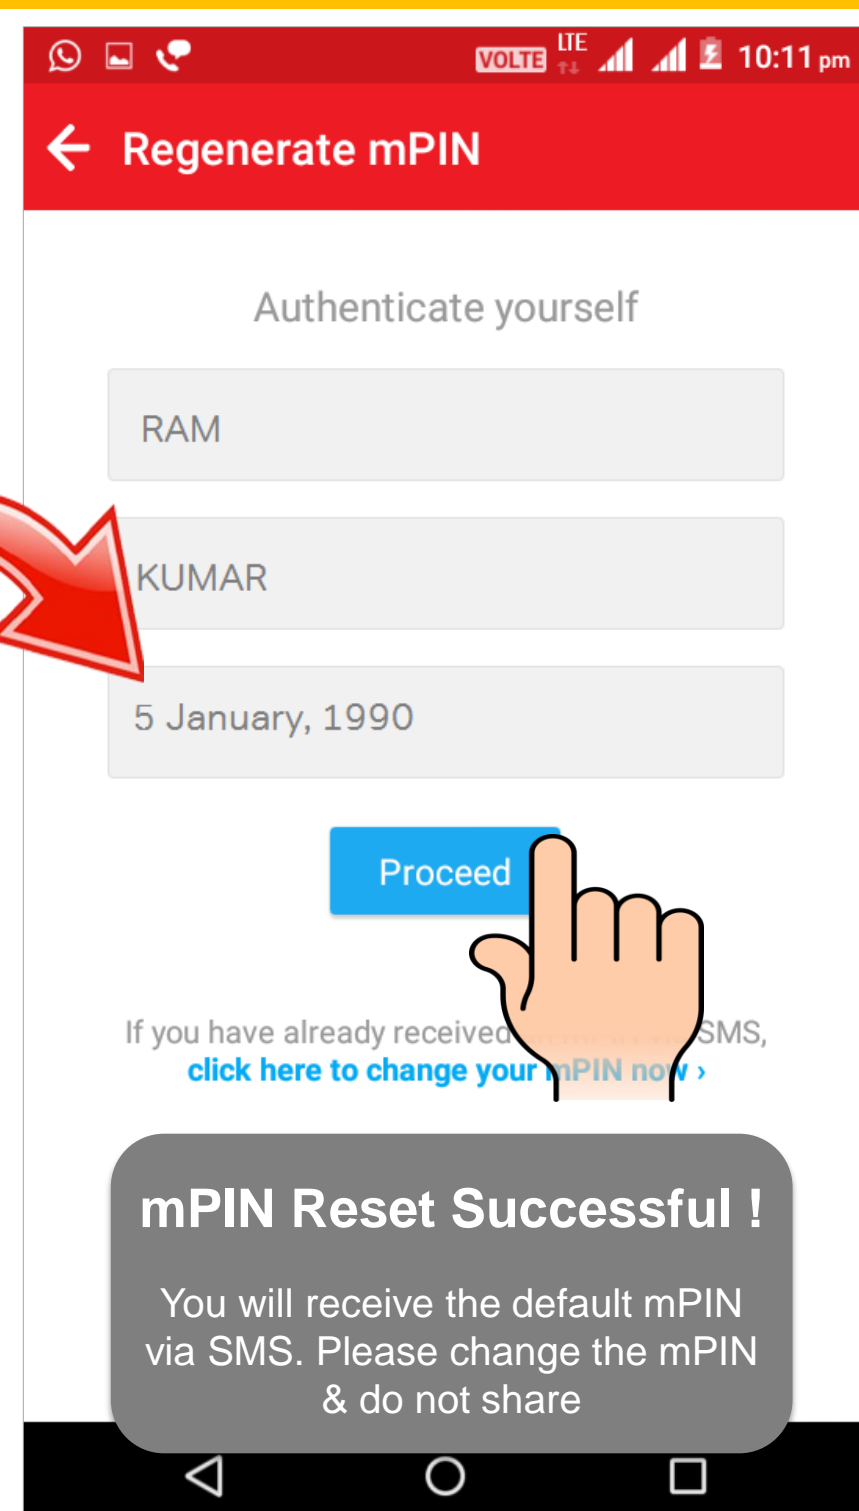 VOLTE LTE 10:11 pm
Regenerate mPIN
Authenticate yourself
RAM
KUMAR
5 January, 1990
Proceed
If you have already received SMS,
click here to change your mPIN now ›
mPIN Reset Successful !
You will receive the default mPIN
via SMS. Please change the mPIN
& do not share